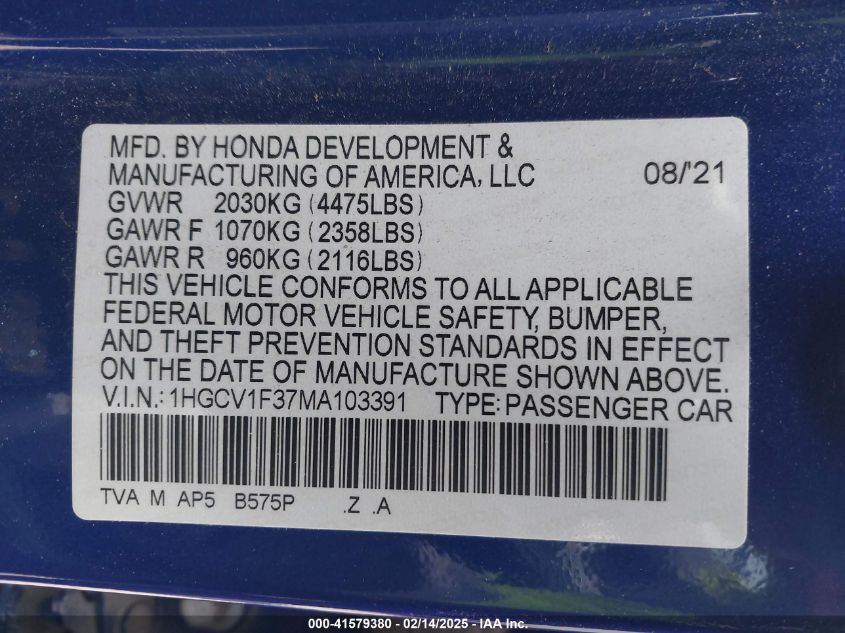 MFD. BY HONDA DEVELOPMENT &
MANUFACTURING OF AMERICA, LLC 08/'21
GVWR 2030KG (4475LBS)
GAWR F 1070KG (2358LBS)
GAWR R 960KG (2116LBS)
THIS VEHICLE CONFORMS TO ALL APPLICABLE
FEDERAL MOTOR VEHICLE SAFETY, BUMPER,
AND THEFT PREVENTION STANDARDS IN EFFECT
ON THE DATE OF MANUFACTURE SHOWN ABOVE.
V.I.N.: 1HGCV1F37MA103391 TYPE: PASSENGER CAR
TVA M AP5 B575P .Z .A
000-41579380 - 02/14/2025 - IAA Inc.